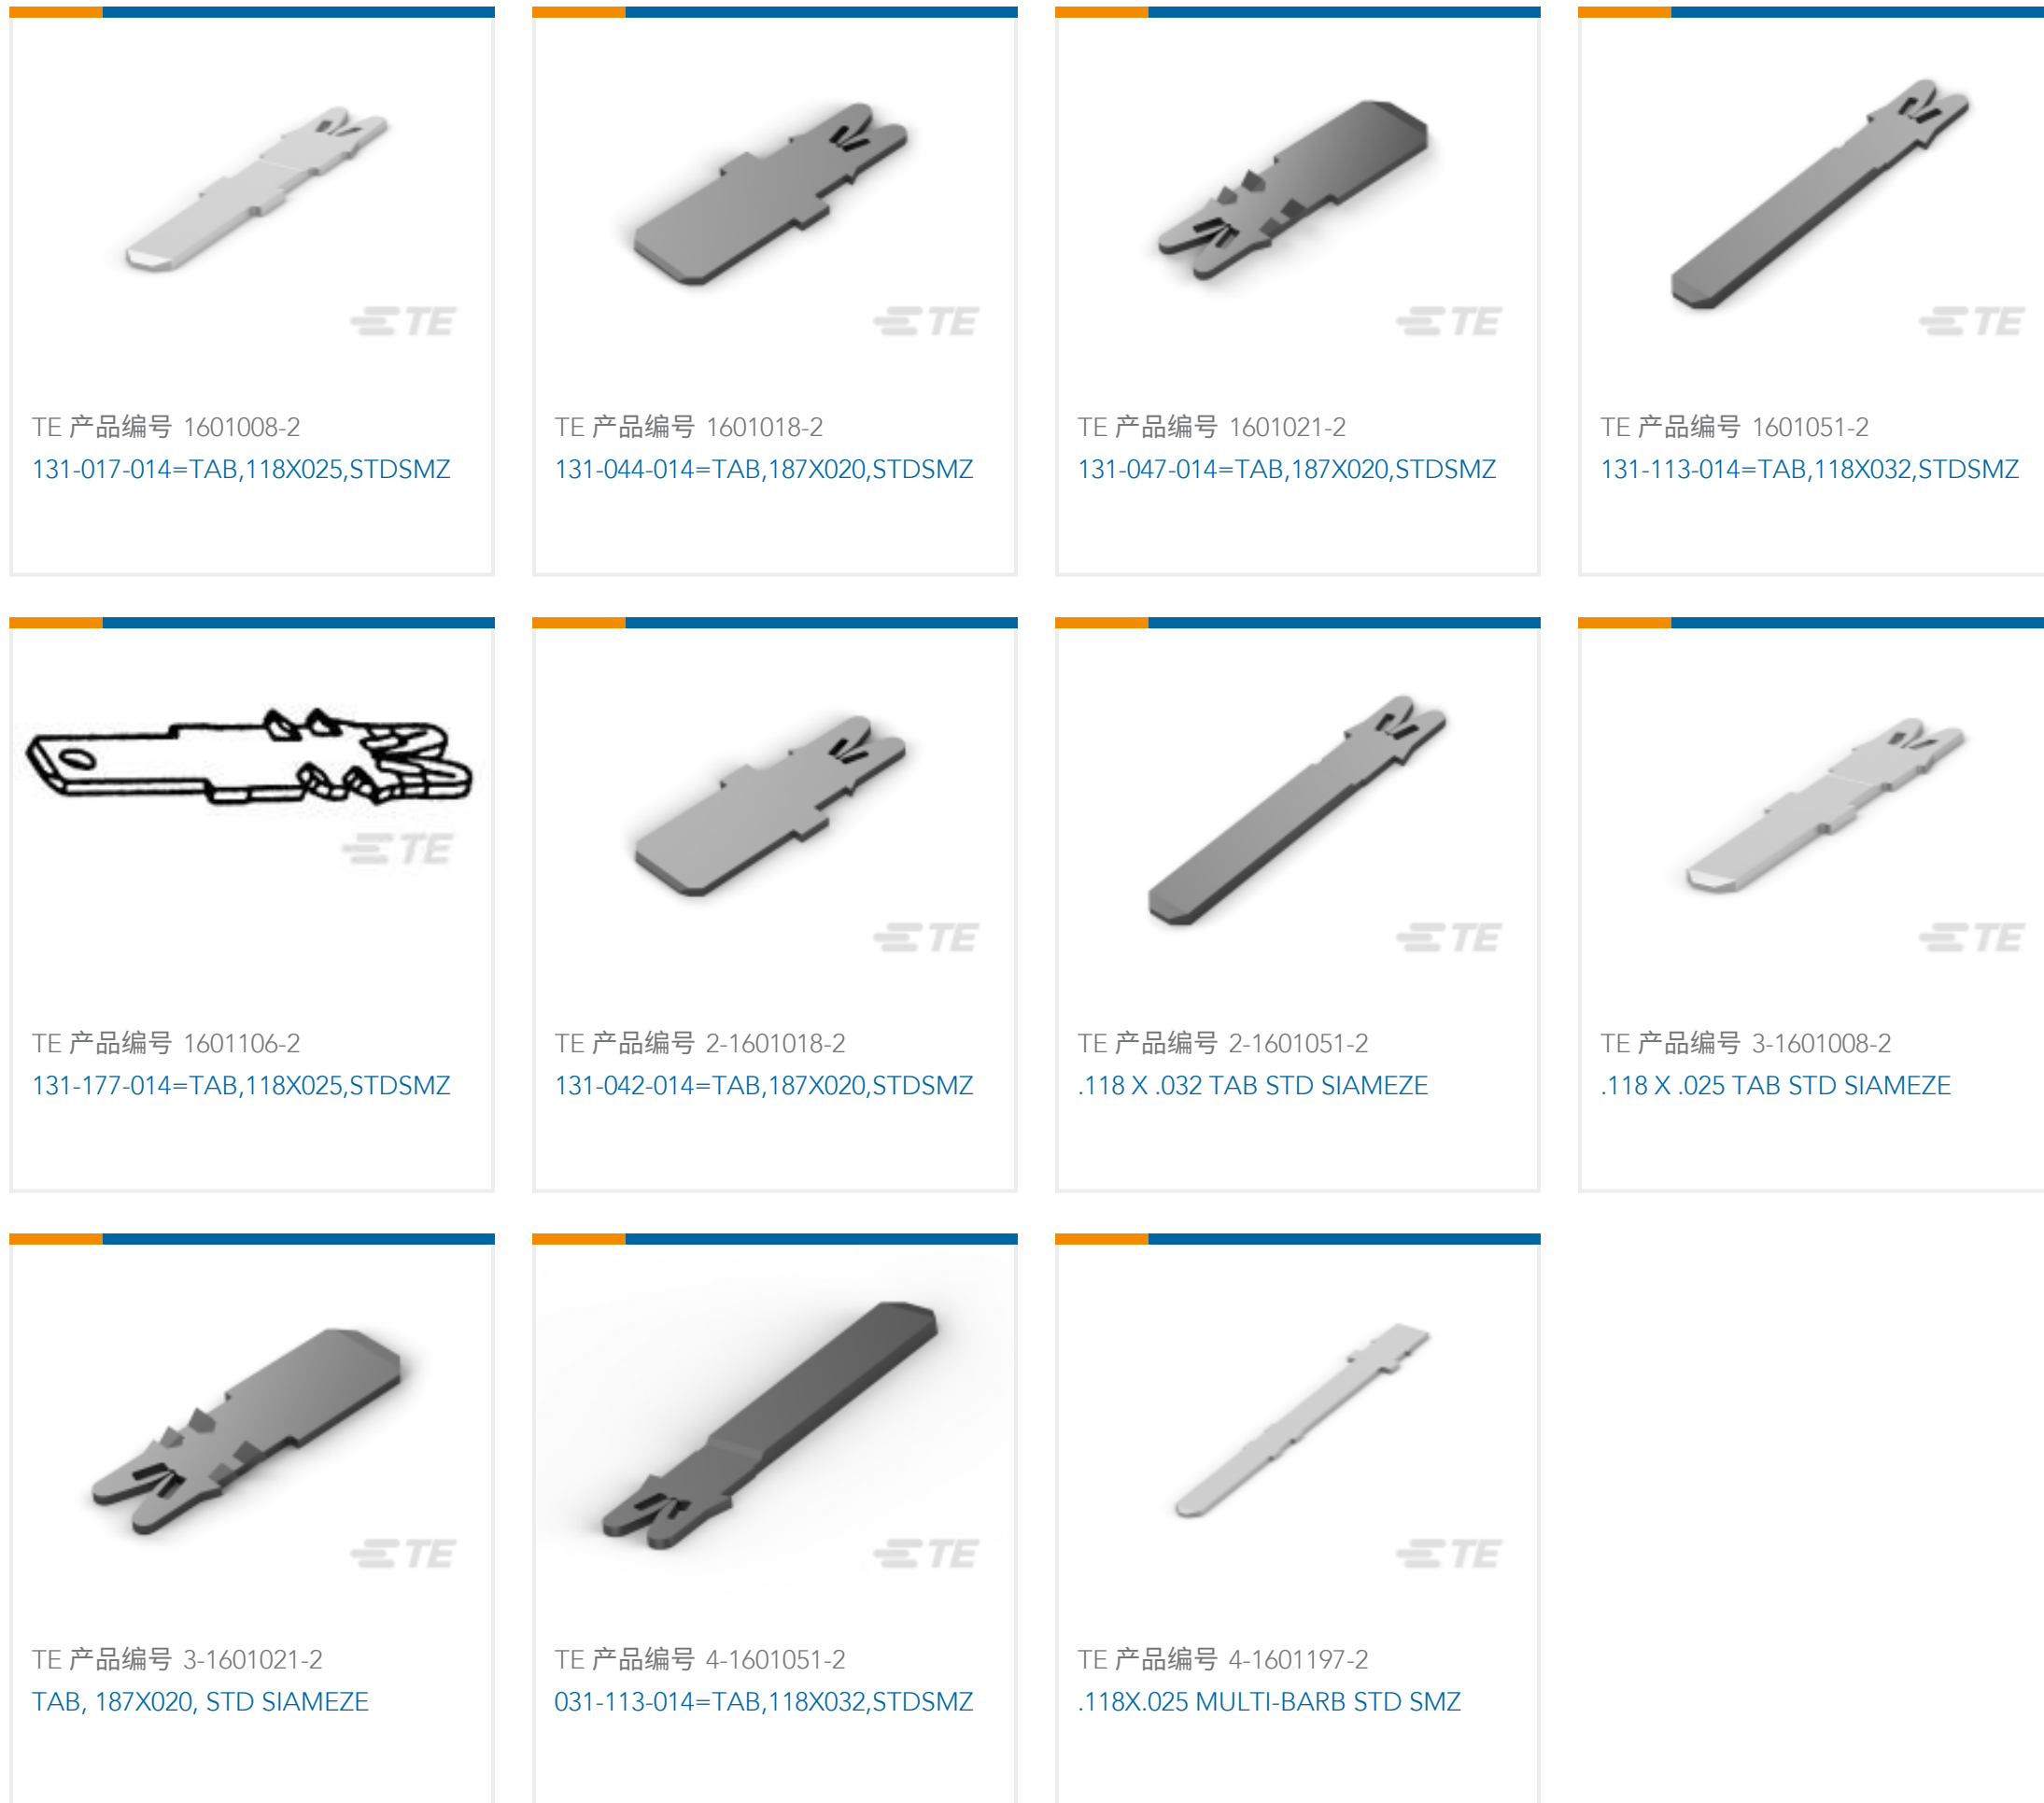 TE
TE
TE
TE
TE 产品编号 1601008-2
131-017-014=TAB,118X025,STDSMZ
TE 产品编号 1601018-2
131-044-014=TAB,187X020,STDSMZ
TE 产品编号 1601021-2
131-047-014=TAB,187X020,STDSMZ
TE 产品编号 1601051-2
131-113-014=TAB,118X032,STDSMZ
TE
TE
TE
TE
TE 产品编号 1601106-2
131-177-014=TAB,118X025,STDSMZ
TE 产品编号 2-1601018-2
131-042-014=TAB,187X020,STDSMZ
TE 产品编号 2-1601051-2
.118 X .032 TAB STD SIAMEZE
TE 产品编号 3-1601008-2
.118 X .025 TAB STD SIAMEZE
TE
TE
TE
TE 产品编号 3-1601021-2
TAB, 187X020, STD SIAMEZE
TE 产品编号 4-1601051-2
031-113-014=TAB,118X032,STDSMZ
TE 产品编号 4-1601197-2
.118X.025 MULTI-BARB STD SMZ